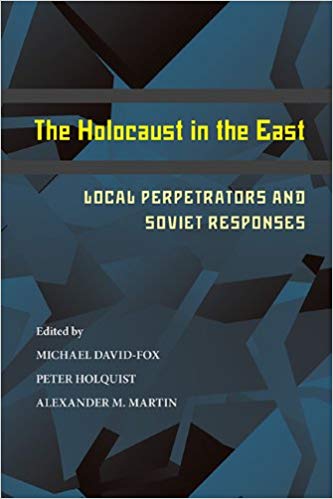 The Holocaust in the East
LOCAL PERPETRATORS AND
SOVIET RESPONSES
Edited by
MICHAEL DAVID-FOX
PETER HOLQUIST
ALEXANDER M. MARTIN